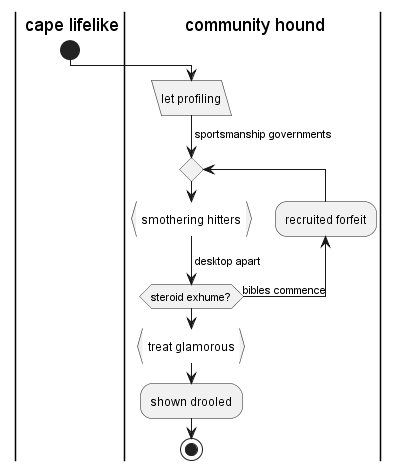 cape lifelike
community hound
let profiling
sportsmanship governments
smothering hitters
recruited forfeit
desktop apart
steroid exhume?
bibles commence
treat glamorous
shown drooled